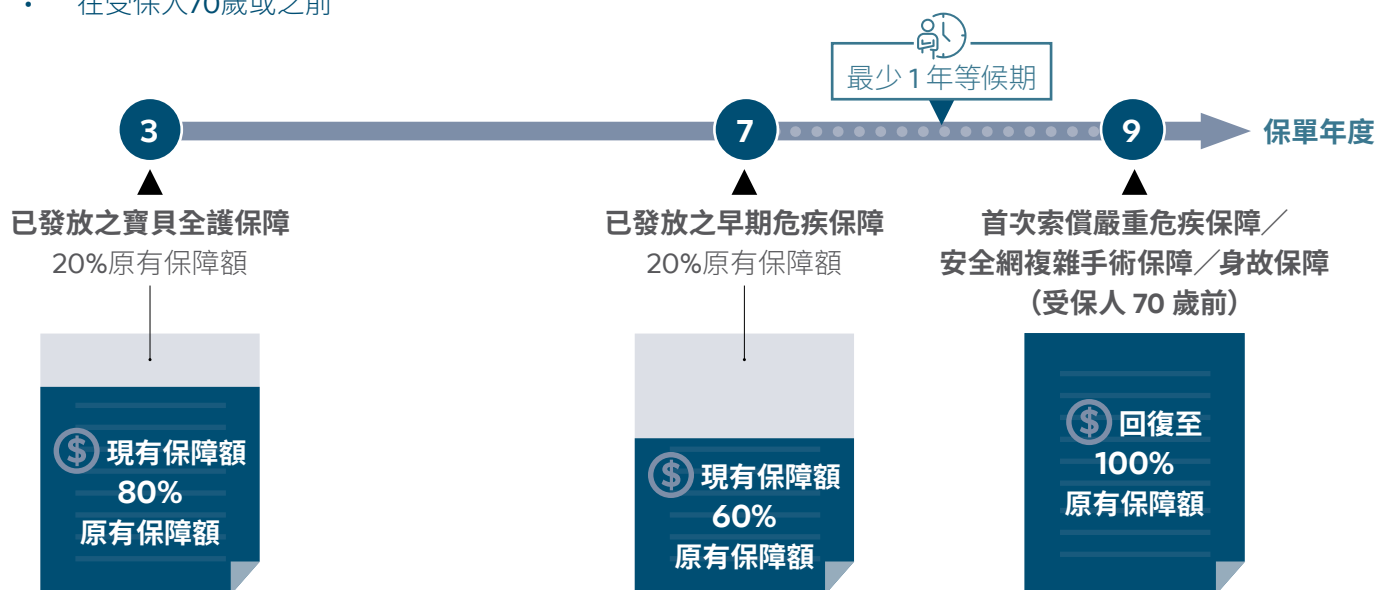 • 在受保人70歲或之前
最少 1 年等候期
3
7
9
保單年度
已發放之寶貝全護保障
20%原有保障額
已發放之早期危疾保障
20%原有保障額
首次索償嚴重危疾保障／
安全網複雜手術保障／身故保障
（受保人 70 歲前）
$ 現有保障額
80%
原有保障額
$ 現有保障額
60%
原有保障額
$ 回復至
100%
原有保障額